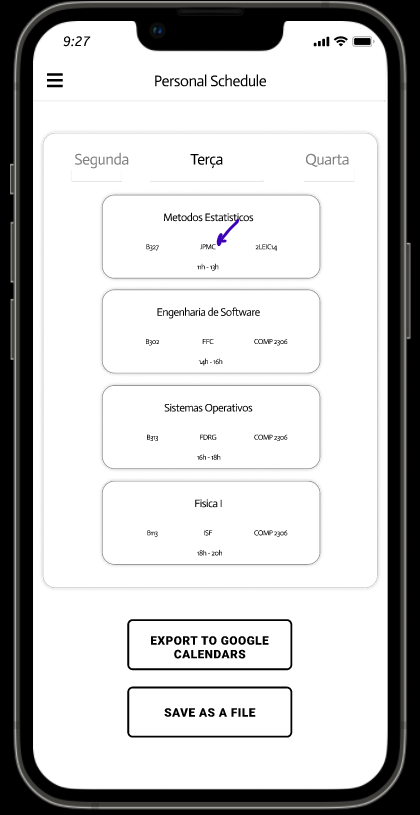 9:27
Personal Schedule
Segunda Terça Quarta
Metodos Estatisticos
B327 JPMC 2LEIC14
11h - 13h
Engenharia de Software
B302 FFC COMP 2306
14h - 16h
Sistemas Operativos
B313 FDRG COMP 2306
16h - 18h
Fisica I
B113 ISF COMP 2306
18h - 20h
EXPORT TO GOOGLE
CALENDARS
SAVE AS A FILE